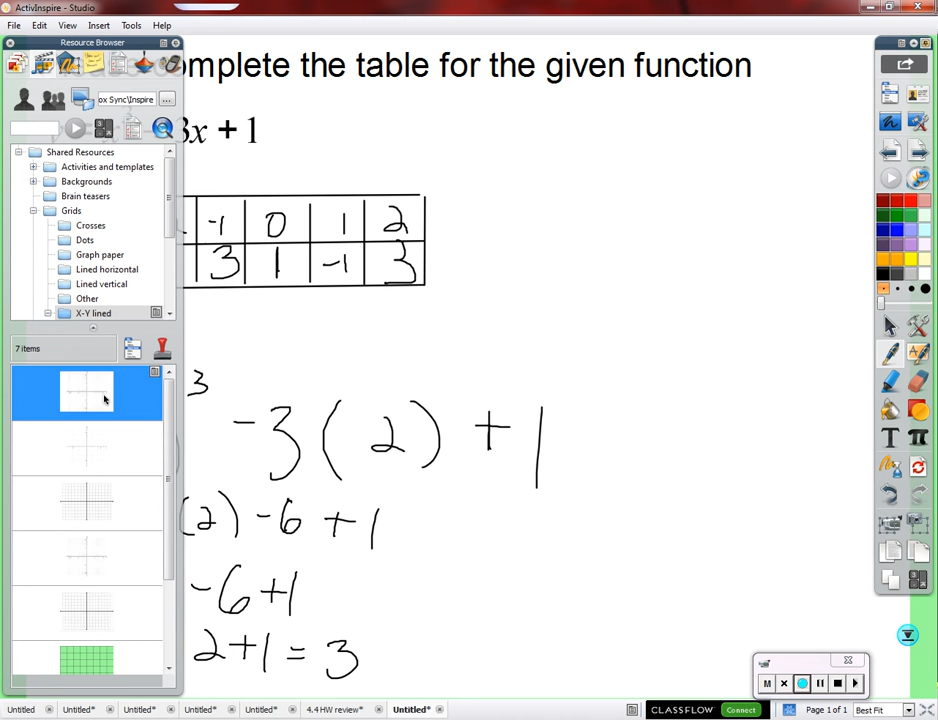 ActivInspire - Studio
File Edit View Insert Tools Help
Resource Browser
omplete the table for the given function
ox Sync\Inspire ...
3x + 1
Shared Resources
Activities and templates
Backgrounds
Brain teasers
Grids
Crosses
Dots
Graph paper
Lined horizontal
Lined vertical
Other
X-Y lined
-1 0 1 2
3 1 -1 3
7 items
3
-3 ( 2 ) + 1
(2) -6 + 1
-6+1
2+1 = 3
M
Untitled Untitled* Untitled* Untitled* Untitled* 4.4 HW review* Untitled* CLASSFLOW Connect Page 1 of 1 Best Fit